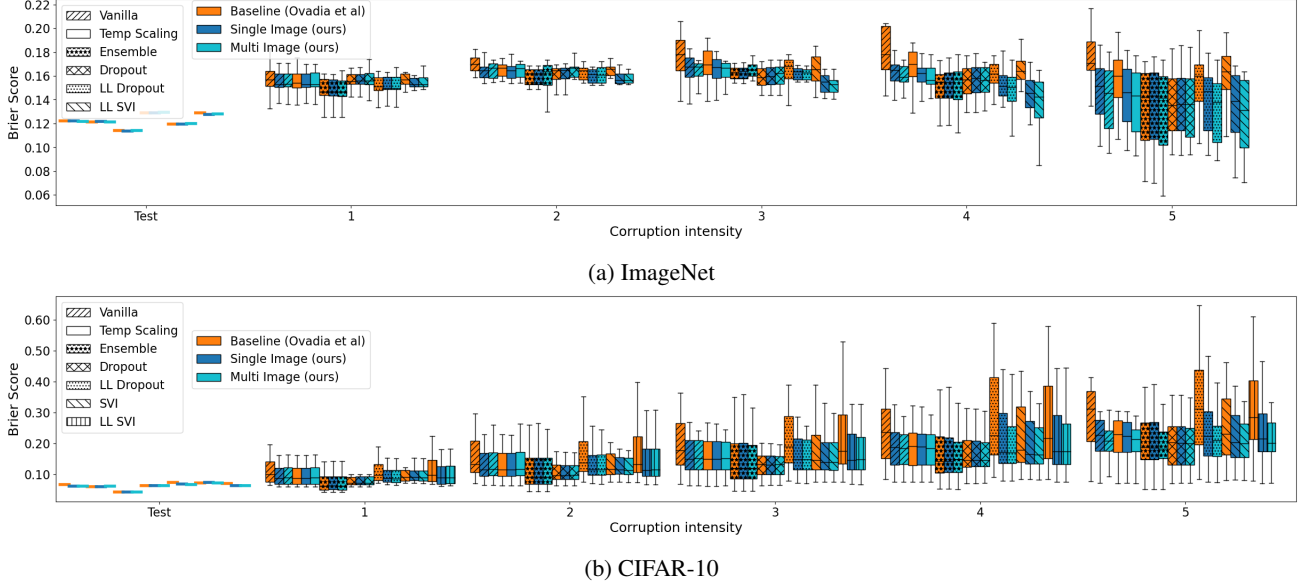 0.22
0.20
0.18
0.16
0.14
0.12
0.10
0.08
0.06
Brier Score
Vanilla
Temp Scaling
Ensemble
Dropout
LL Dropout
LL SVI
Baseline (Ovadia et al)
Single Image (ours)
Multi Image (ours)
Test 1 2 3 4 5
Corruption intensity
(a) ImageNet
0.60
0.50
0.40
0.30
0.20
0.10
Brier Score
Vanilla
Temp Scaling
Ensemble
Dropout
LL Dropout
SVI
LL SVI
Baseline (Ovadia et al)
Single Image (ours)
Multi Image (ours)
Test 1 2 3 4 5
Corruption intensity
(b) CIFAR-10